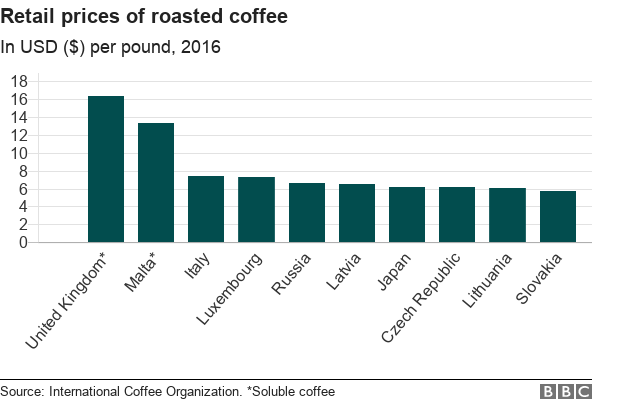 Retail prices of roasted coffee
In USD ($) per pound, 2016
18
16
14
12
10
8
6
4
2
0
United Kingdom*
Malta*
Italy
Luxembourg
Russia
Latvia
Japan
Czech Republic
Lithuania
Slovakia
Source: International Coffee Organization. *Soluble coffee
BBC